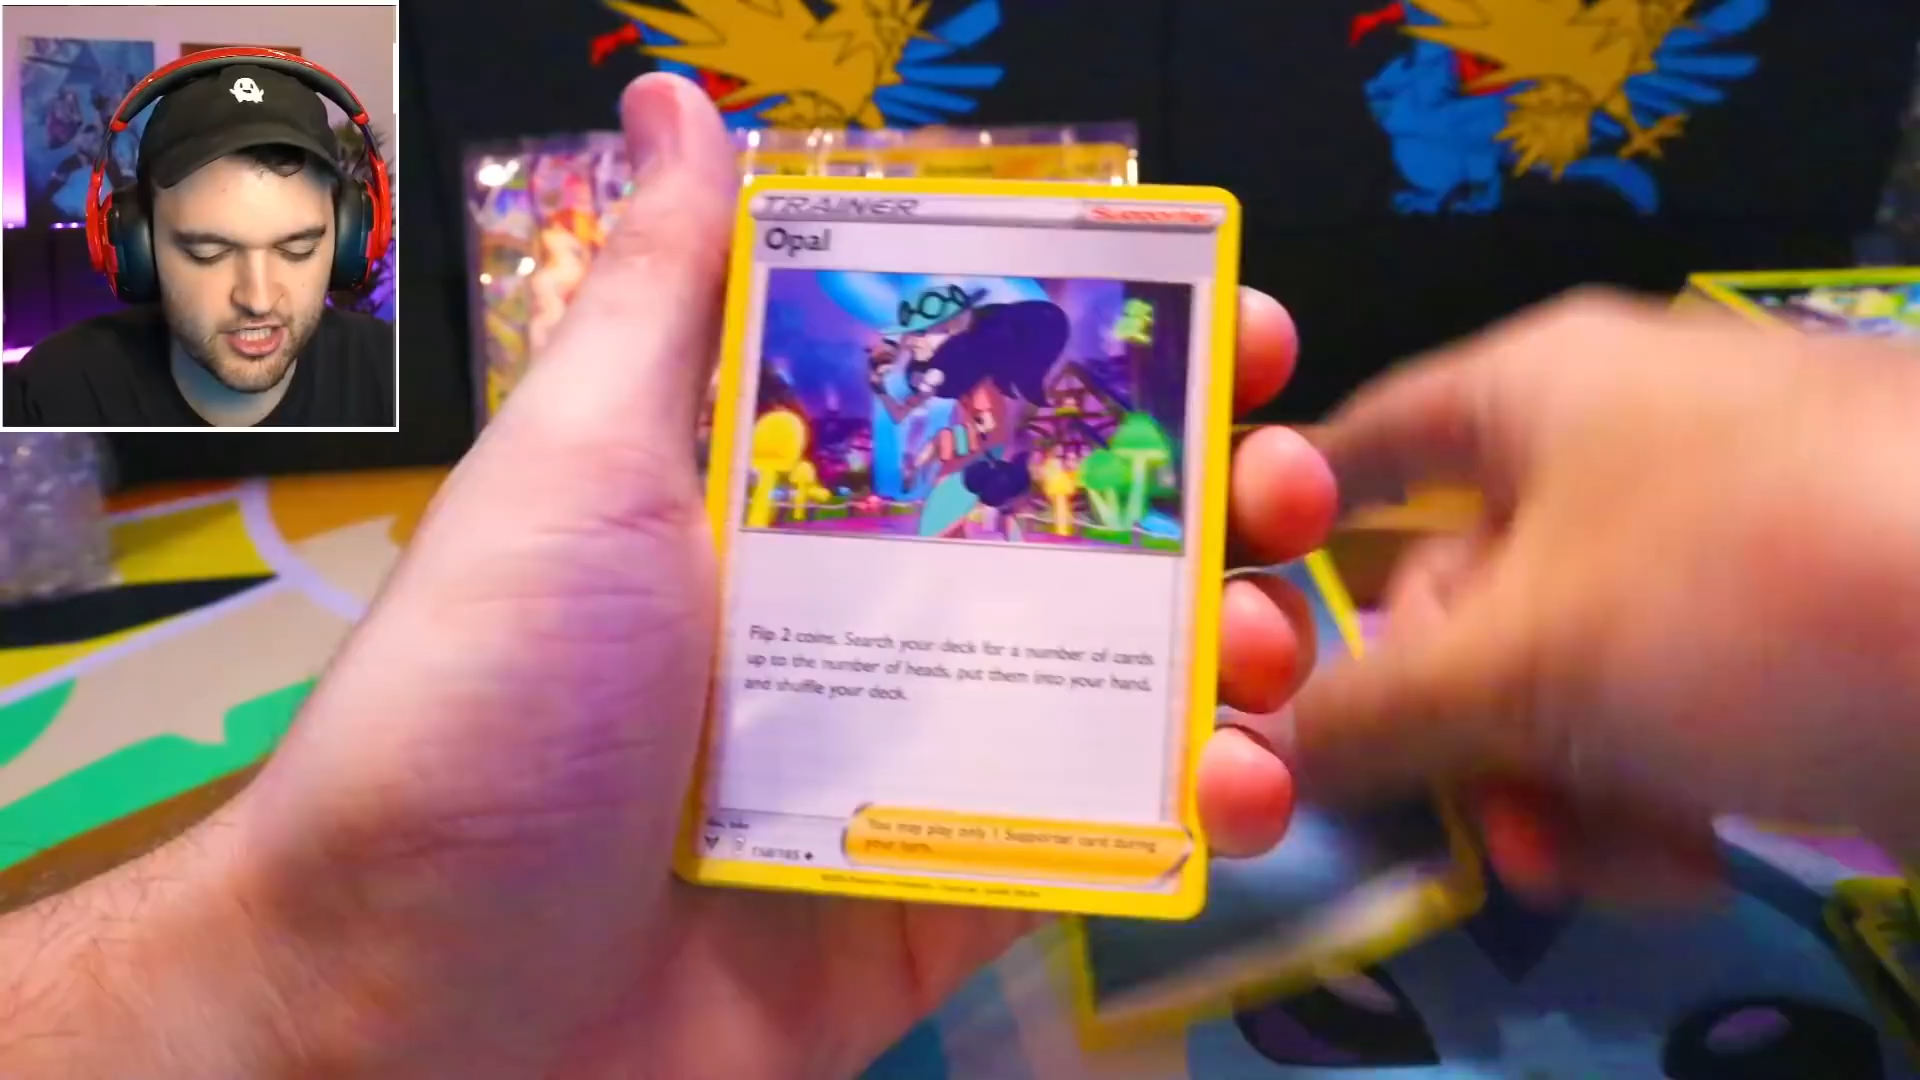 TRAINER
Supporter
Opal
Flip 2 coins. Search your deck for a number of cards
up to the number of heads, put them into your hand,
and shuffle your deck.
You may play only 1 Supporter card during
your turn.
158/185